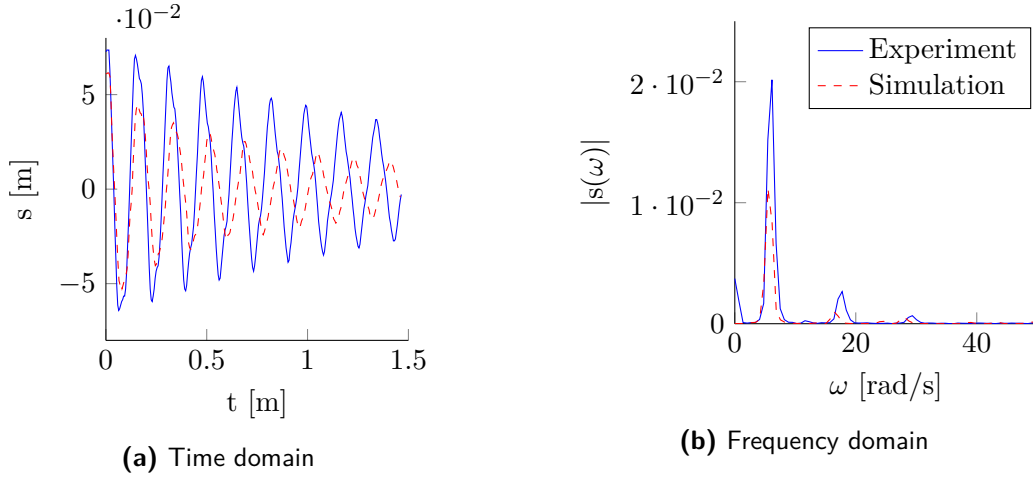 ·10⁻²
5
0
−5
s [m]
0 0.5 1 1.5
t [m]
(a) Time domain
Experiment
Simulation
2 · 10⁻²
1 · 10⁻²
0
|s(ω)|
0 20 40
ω [rad/s]
(b) Frequency domain